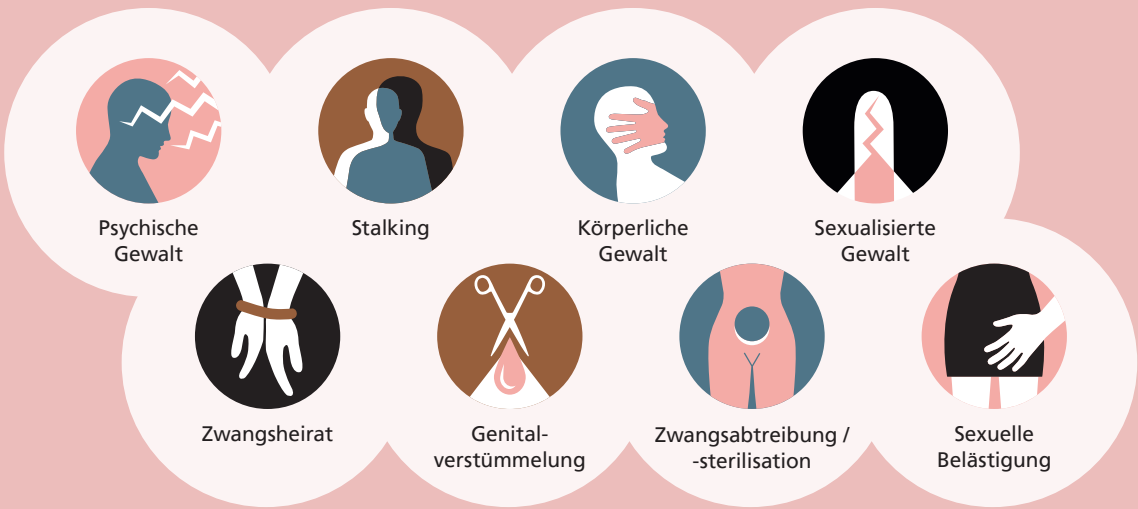 Psychische
Gewalt
Stalking
Körperliche
Gewalt
Sexualisierte
Gewalt
Zwangsheirat
Genital-
verstümmelung
Zwangsabtreibung /
-sterilisation
Sexuelle
Belästigung